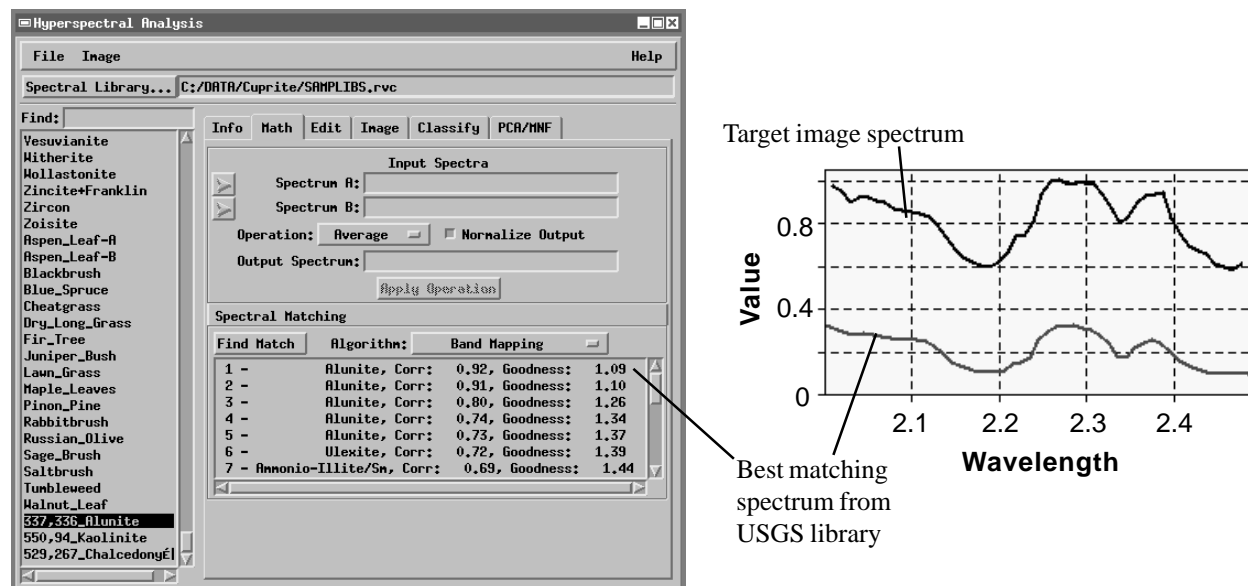 Hyperspectral Analysis
File Image Help
Spectral Library... C:/DATA/Cuprite/SAMPLIBS.rvc
Find:
Vesuvianite
Witherite
Wollastonite
Zincite+Franklin
Zircon
Zoisite
Aspen_Leaf-A
Aspen_Leaf-B
Blackbrush
Blue_Spruce
Cheatgrass
Dry_Long_Grass
Fir_Tree
Juniper_Bush
Lawn_Grass
Maple_Leaves
Pinon_Pine
Rabbitbrush
Russian_Olive
Sage_Brush
Saltbrush
Tumbleweed
Walnut_Leaf
337,336_Alunite
550,94_Kaolinite
529,267_ChalcedonyÉ
Info Math Edit Image Classify PCA/MNF
Input Spectra
Spectrum A:
Spectrum B:
Operation: Average Normalize Output
Output Spectrum:
Apply Operation
Spectral Matching
Find Match Algorithm: Band Mapping
1 - Alunite, Corr: 0.92, Goodness: 1.09
2 - Alunite, Corr: 0.91, Goodness: 1.10
3 - Alunite, Corr: 0.80, Goodness: 1.26
4 - Alunite, Corr: 0.74, Goodness: 1.34
5 - Alunite, Corr: 0.73, Goodness: 1.37
6 - Ulexite, Corr: 0.72, Goodness: 1.39
7 - Ammonio-Illite/Sm, Corr: 0.69, Goodness: 1.44
Target image spectrum
Value
0.8
0.4
0
2.1 2.2 2.3 2.4
Wavelength
Best matching
spectrum from
USGS library